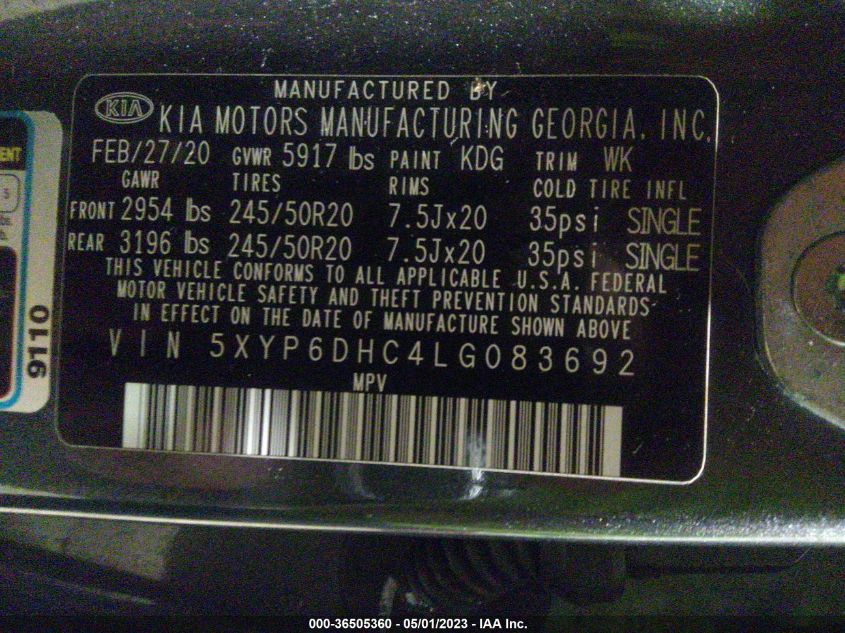 MANUFACTURED BY
KIA KIA MOTORS MANUFACTURING GEORGIA, INC.
FEB/27/20 GVWR 5917 lbs PAINT KDG TRIM WK
GAWR TIRES RIMS COLD TIRE INFL
FRONT 2954 lbs 245/50R20 7.5Jx20 35psi SINGLE
REAR 3196 lbs 245/50R20 7.5Jx20 35psi SINGLE
THIS VEHICLE CONFORMS TO ALL APPLICABLE U.S.A. FEDERAL
MOTOR VEHICLE SAFETY AND THEFT PREVENTION STANDARDS
IN EFFECT ON THE DATE OF MANUFACTURE SHOWN ABOVE
VIN 5XYP6DHC4LG083692
MPV
9110
000-36505360 - 05/01/2023 - IAA Inc.